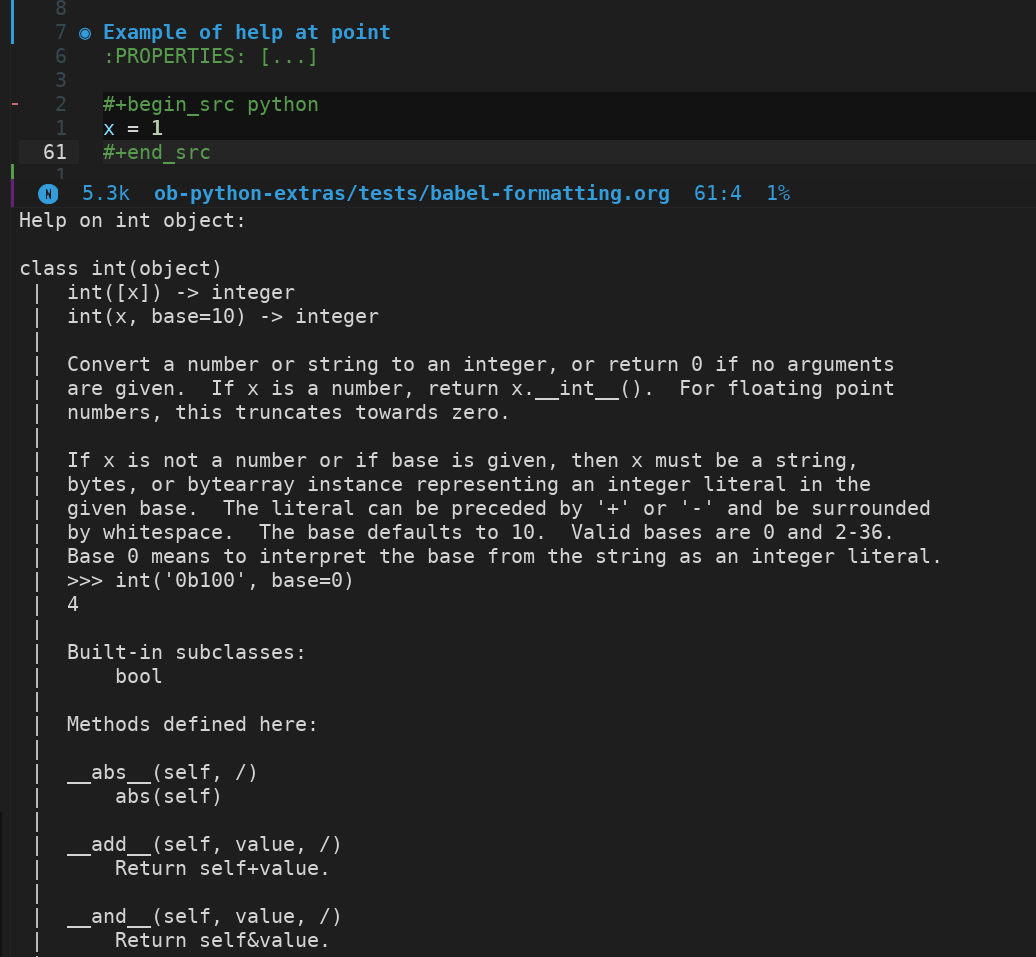 8
7 ◉ Example of help at point
6 :PROPERTIES: [...]
3
2 #+begin_src python
1 x = 1
61 #+end_src
1
N 5.3k ob-python-extras/tests/babel-formatting.org 61:4 1%
Help on int object:

class int(object)
 |  int([x]) -> integer
 |  int(x, base=10) -> integer
 |
 |  Convert a number or string to an integer, or return 0 if no arguments
 |  are given.  If x is a number, return x.__int__().  For floating point
 |  numbers, this truncates towards zero.
 |
 |  If x is not a number or if base is given, then x must be a string,
 |  bytes, or bytearray instance representing an integer literal in the
 |  given base.  The literal can be preceded by '+' or '-' and be surrounded
 |  by whitespace.  The base defaults to 10.  Valid bases are 0 and 2-36.
 |  Base 0 means to interpret the base from the string as an integer literal.
 |  >>> int('0b100', base=0)
 |  4
 |
 |  Built-in subclasses:
 |      bool
 |
 |  Methods defined here:
 |
 |  __abs__(self, /)
 |      abs(self)
 |
 |  __add__(self, value, /)
 |      Return self+value.
 |
 |  __and__(self, value, /)
 |      Return self&value.